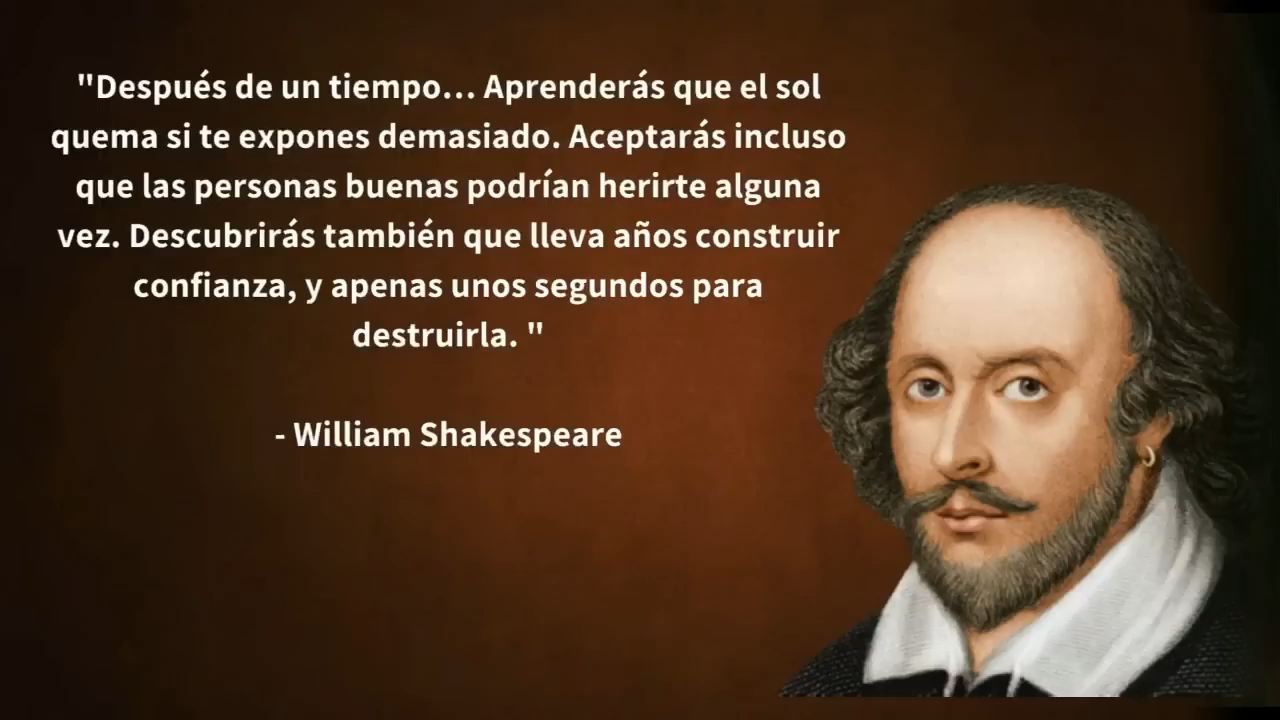 "Después de un tiempo... Aprenderás que el sol
quema si te expones demasiado. Aceptarás incluso
que las personas buenas podrían herirte alguna
vez. Descubrirás también que lleva años construir
confianza, y apenas unos segundos para
destruirla. "
- William Shakespeare